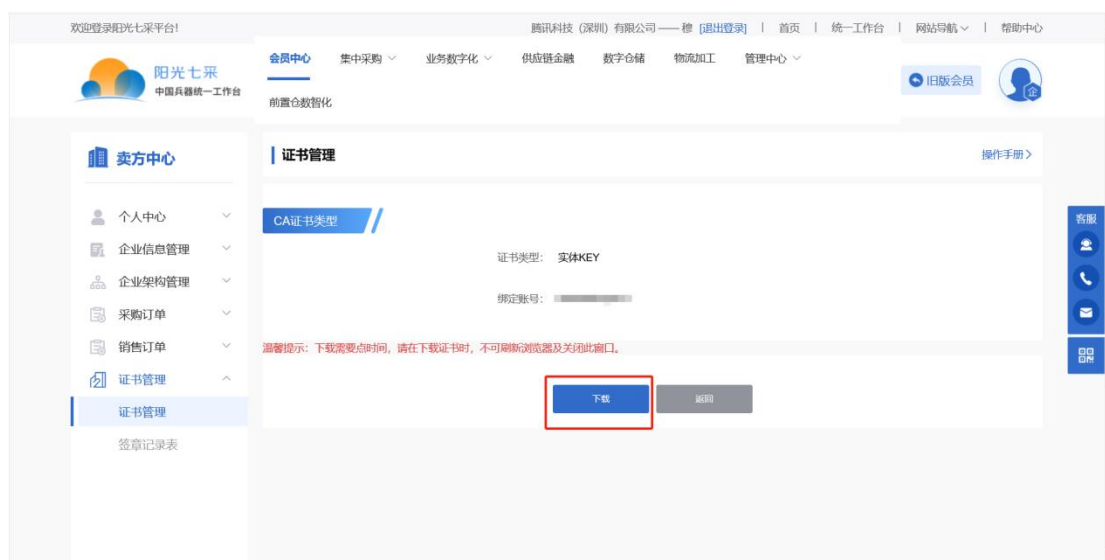 欢迎登录阳光七采平台!
腾讯科技（深圳）有限公司 —— 穆 [退出登录] | 首页 | 统一工作台 | 网站导航 | 帮助中心
阳光七采
中国兵器统一工作台
会员中心 集中采购 业务数字化 供应链金融 数字仓储 物流加工 管理中心
前置仓数智化
旧版会员
企
卖方中心
个人中心
企业信息管理
企业架构管理
采购订单
销售订单
证书管理
证书管理
签章记录表
证书管理
操作手册
CA证书类型
证书类型： 实体KEY
绑定账号：
温馨提示：下载需要点时间，请在下载证书时，不可刷新浏览器及关闭此窗口。
下载 返回
客服